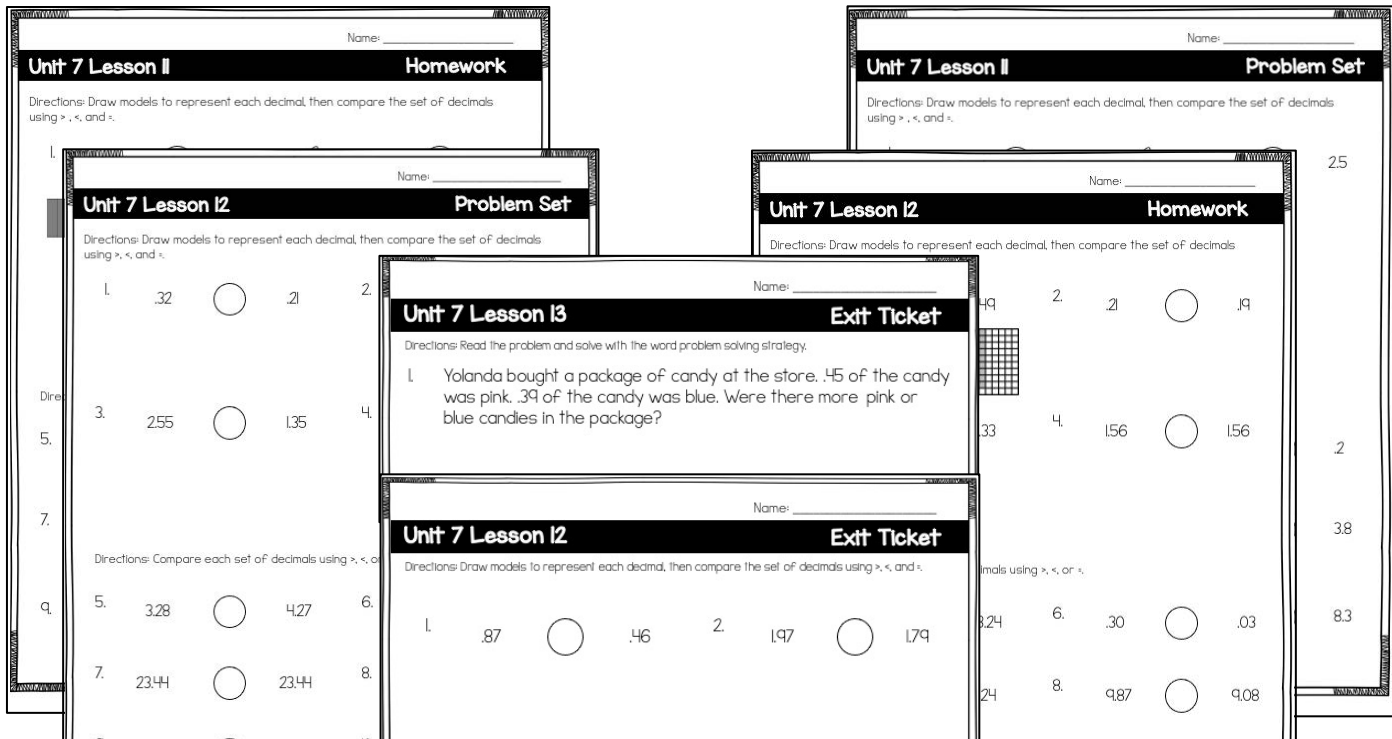 Name:
Unit 7 Lesson 11 Homework
Directions: Draw models to represent each decimal, then compare the set of decimals
using > , <, and =.
1.
5.
7.
9.
Name:
Unit 7 Lesson 11 Problem Set
Directions: Draw models to represent each decimal, then compare the set of decimals
using > , <, and =.
2.5
.2
3.8
8.3
Name:
Unit 7 Lesson 12 Problem Set
Directions: Draw models to represent each decimal, then compare the set of decimals
using >, <, and =.
1. .32 .21 2.
3. 2.55 1.35 4.
Directions: Compare each set of decimals using >, <,
5. 3.28 4.27 6.
7. 23.44 23.44 8.
Name:
Unit 7 Lesson 12 Homework
Directions: Draw models to represent each decimal, then compare the set of decimals
2. .21 .19
.33 4. 1.56 1.56
using >, <, or =.
6. .30 .03
8. 9.87 9.08
Name:
Unit 7 Lesson 13 Exit Ticket
Directions: Read the problem and solve with the word problem solving strategy.
1. Yolanda bought a package of candy at the store. .45 of the candy
was pink. .39 of the candy was blue. Were there more pink or
blue candies in the package?
Name:
Unit 7 Lesson 12 Exit Ticket
Directions: Draw models to represent each decimal, then compare the set of decimals using >, <, and =.
1. .87 .46 2. 1.97 1.79